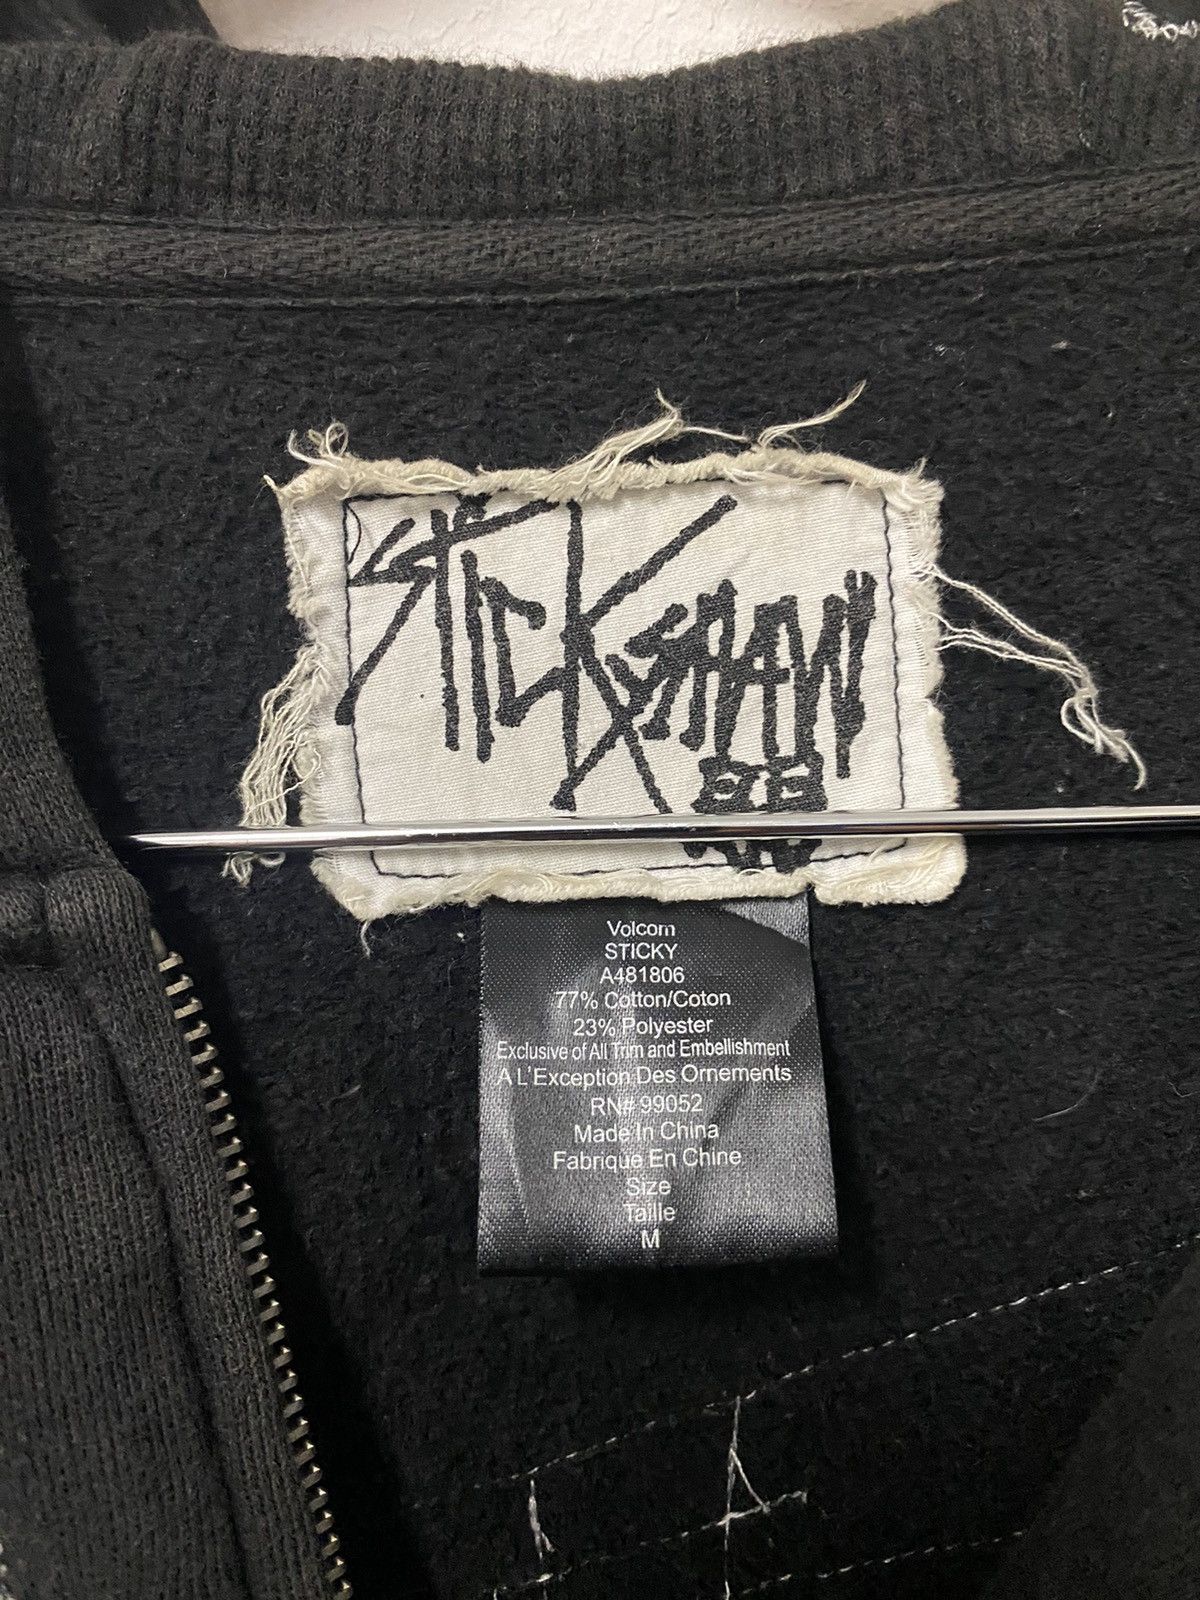 STICKSHAW
Volcom
STICKY
A481806
77% Cotton/Coton
23% Polyester
Exclusive of All Trim and Embellishment
A L'Exception Des Ornements
RN# 99052
Made In China
Fabrique En Chine
Size
Taille
M